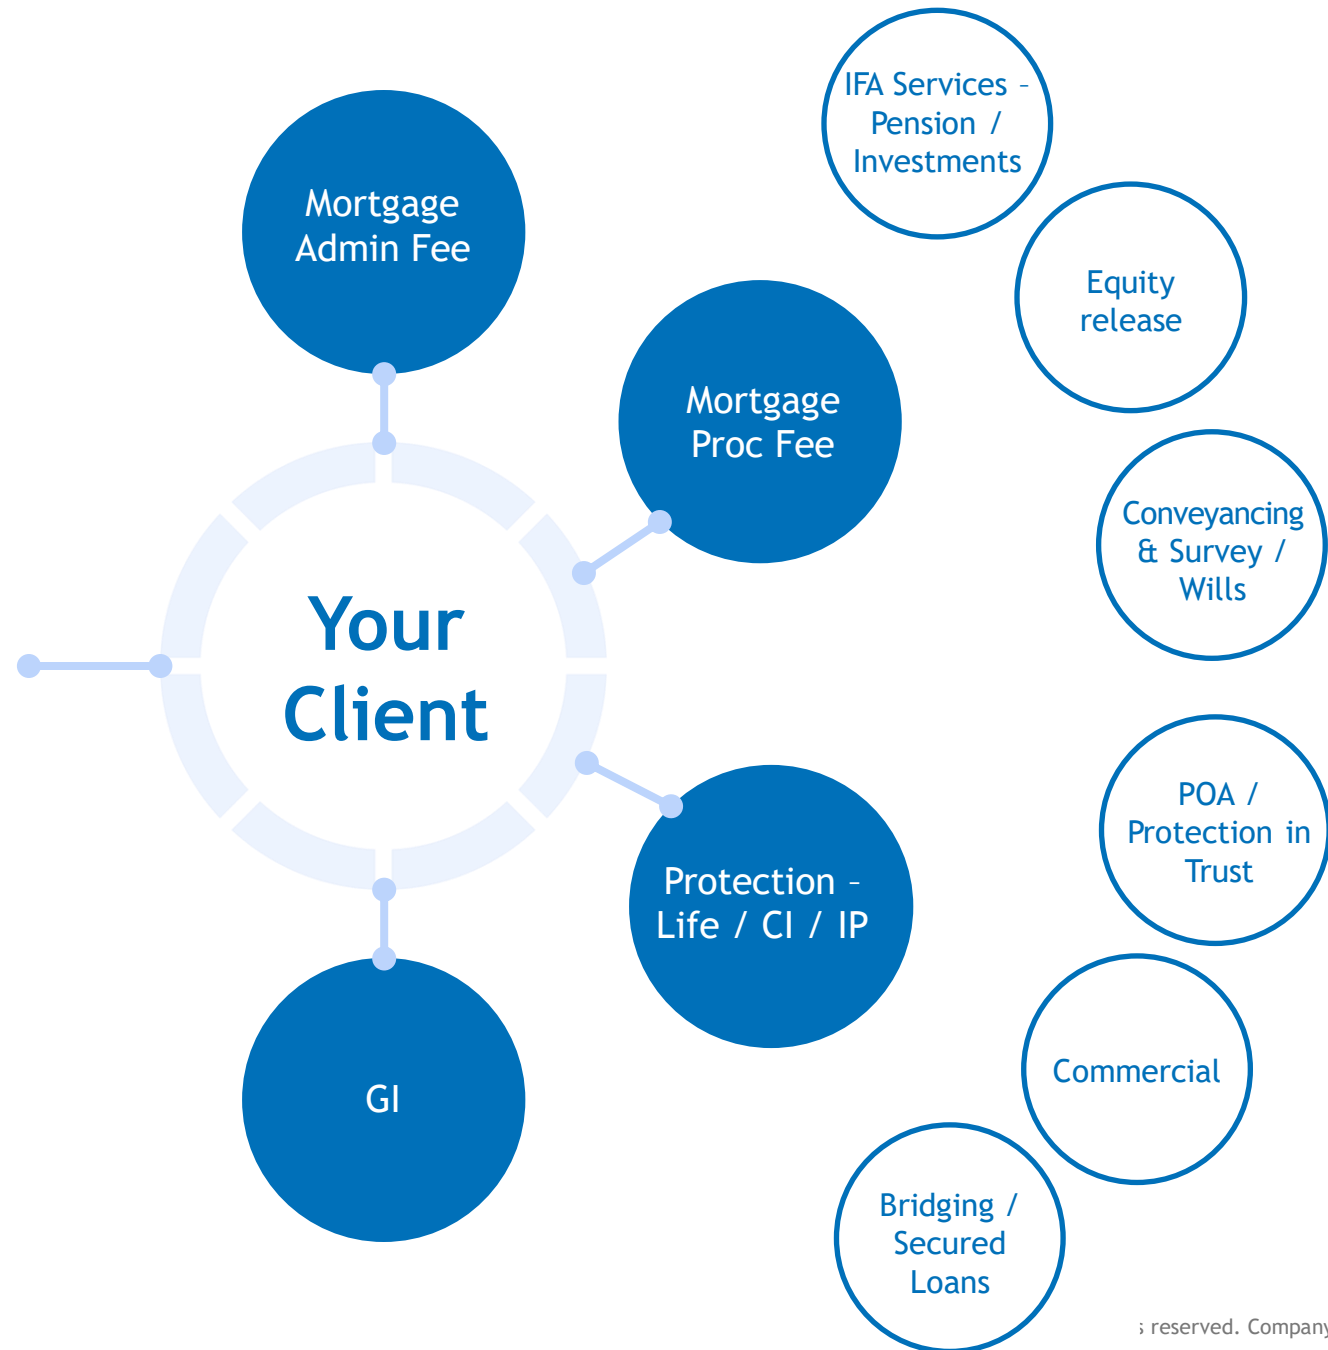 IFA Services –
Pension /
Investments
Mortgage
Admin Fee
Equity
release
Mortgage
Proc Fee
Conveyancing
& Survey /
Wills
Your
Client
POA /
Protection in
Trust
Protection –
Life / CI / IP
Commercial
GI
Bridging /
Secured
Loans
reserved. Company